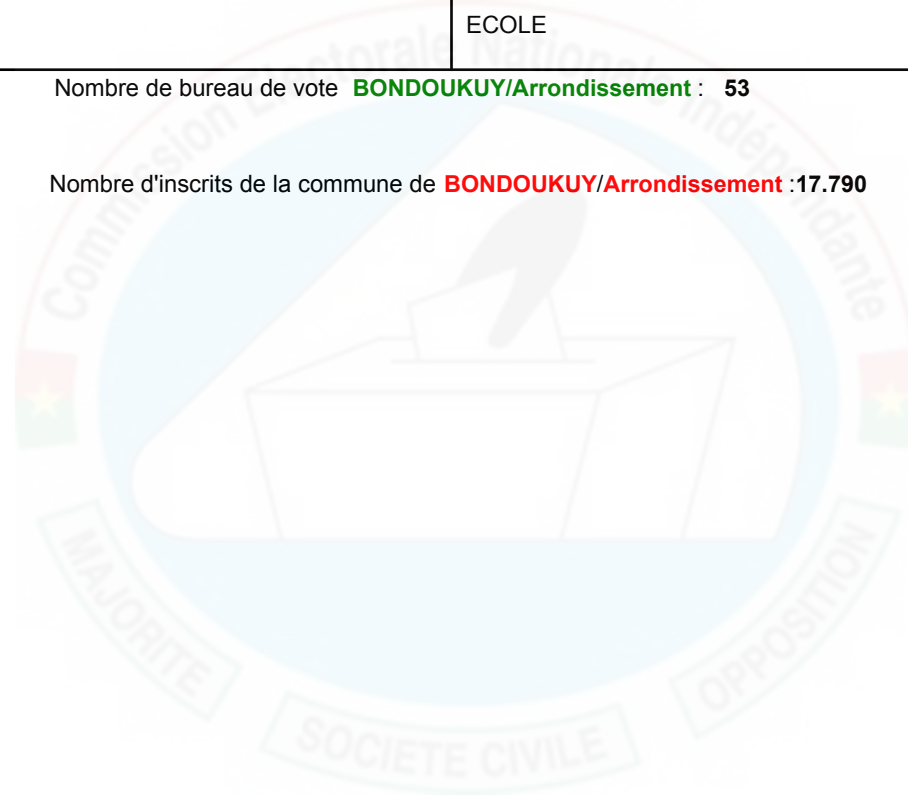 ECOLE
Nombre de bureau de vote BONDOUKUY/Arrondissement : 53
Nombre d'inscrits de la commune de BONDOUKUY/Arrondissement :17.790
Commission Electorale Nationale Indépendante
MAJORITE
SOCIETE CIVILE
OPPOSITION